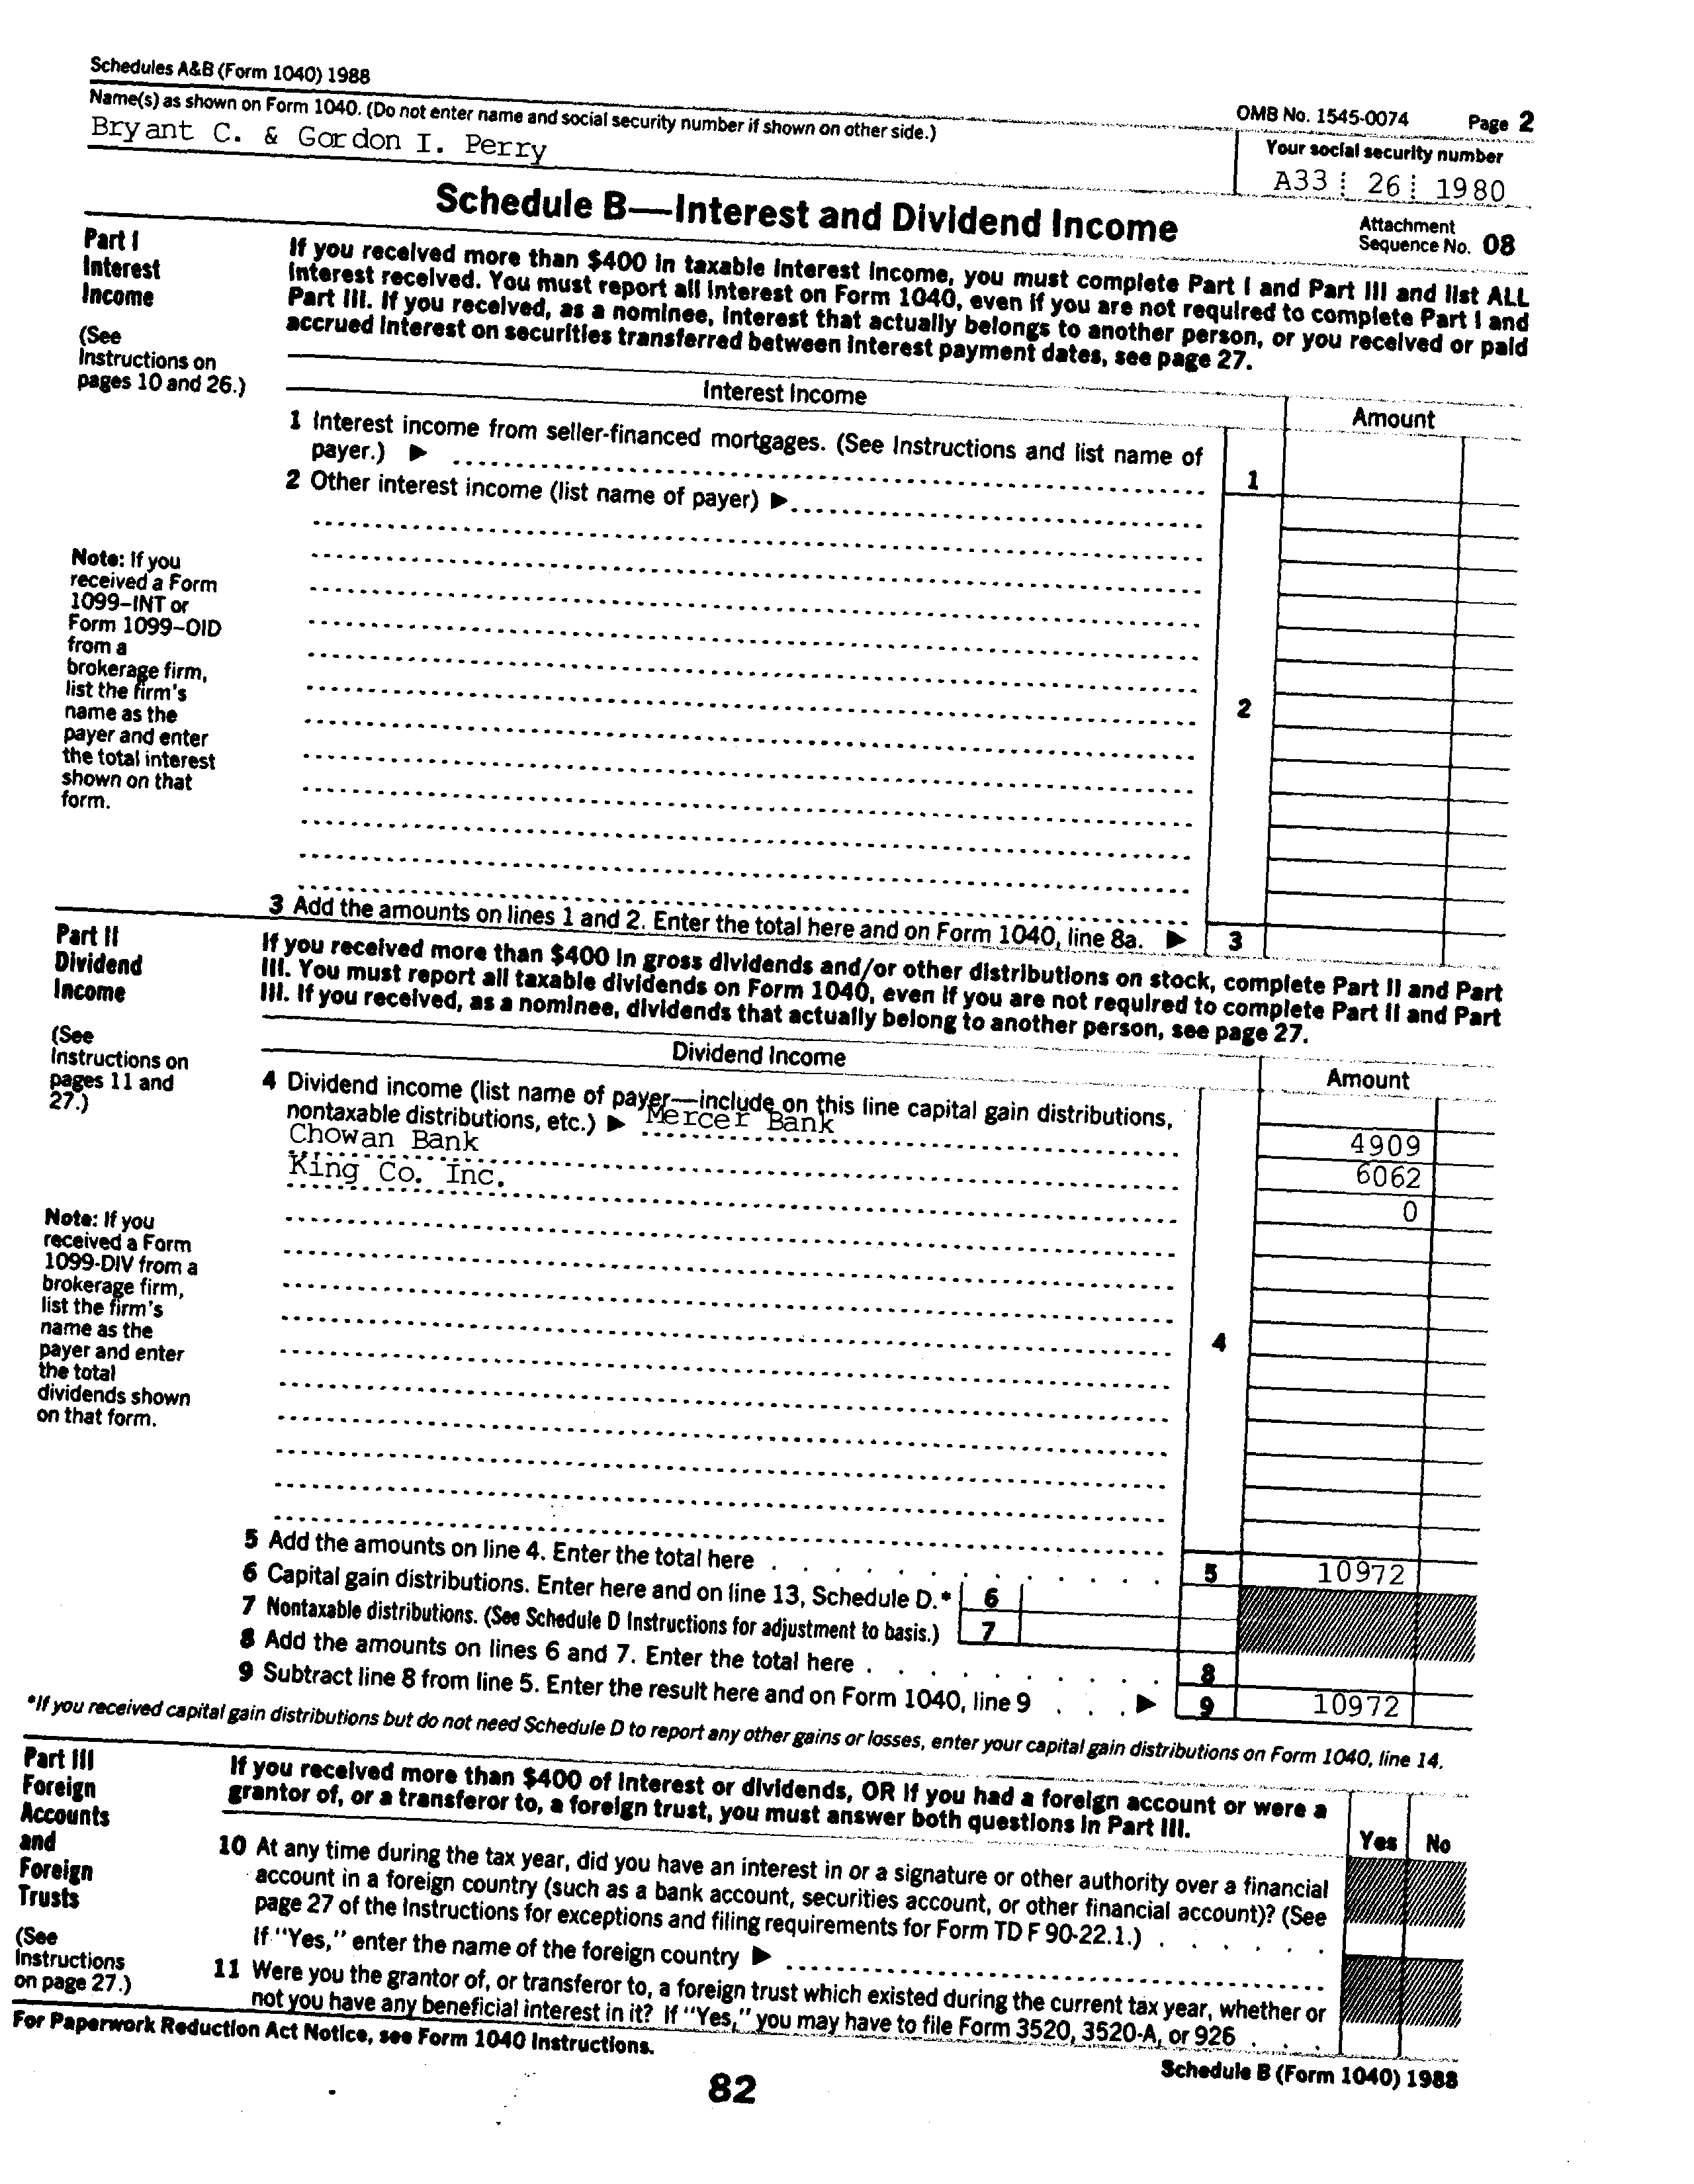 Schedules A&B (Form 1040) 1988
OMB No. 1545-0074 Page 2
Name(s) as shown on Form 1040. (Do not enter name and social security number if shown on other side.)
Your social security number
Bryant C. & Gordon I. Perry
A33 26 1980
Schedule B—Interest and Dividend Income
Attachment
Sequence No. 08
Part I
Interest
Income
(See
Instructions on
pages 10 and 26.)
If you received more than $400 in taxable interest income, you must complete Part I and Part III and list ALL
interest received. You must report all interest on Form 1040, even if you are not required to complete Part I and
Part III. If you received, as a nominee, interest that actually belongs to another person, or you received or paid
accrued interest on securities transferred between interest payment dates, see page 27.
Interest Income
Amount
1 Interest income from seller-financed mortgages. (See Instructions and list name of
payer.) ▶
1
2 Other interest income (list name of payer) ▶
Note: If you
received a Form
1099–INT or
Form 1099–OID
from a
brokerage firm,
list the firm's
name as the
payer and enter
the total interest
shown on that
form.
2
3 Add the amounts on lines 1 and 2. Enter the total here and on Form 1040, line 8a. ▶
3
Part II
Dividend
Income
(See
Instructions on
pages 11 and
27.)
If you received more than $400 in gross dividends and/or other distributions on stock, complete Part II and Part
III. You must report all taxable dividends on Form 1040, even if you are not required to complete Part II and Part
III. If you received, as a nominee, dividends that actually belong to another person, see page 27.
Dividend Income
Amount
4 Dividend income (list name of payer—include on this line capital gain distributions,
nontaxable distributions, etc.) ▶ Mercer Bank
4909
Chowan Bank
6062
King Co. Inc.
0
Note: If you
received a Form
1099-DIV from a
brokerage firm,
list the firm's
name as the
payer and enter
the total
dividends shown
on that form.
4
5 Add the amounts on line 4. Enter the total here
5 10972
6 Capital gain distributions. Enter here and on line 13, Schedule D.* 6
7 Nontaxable distributions. (See Schedule D Instructions for adjustment to basis.) 7
8 Add the amounts on lines 6 and 7. Enter the total here
8
9 Subtract line 8 from line 5. Enter the result here and on Form 1040, line 9 ▶
9 10972
*If you received capital gain distributions but do not need Schedule D to report any other gains or losses, enter your capital gain distributions on Form 1040, line 14.
Part III
Foreign
Accounts
and
Foreign
Trusts
(See
Instructions
on page 27.)
If you received more than $400 of interest or dividends, OR if you had a foreign account or were a
grantor of, or a transferor to, a foreign trust, you must answer both questions in Part III.
Yes No
10 At any time during the tax year, did you have an interest in or a signature or other authority over a financial
account in a foreign country (such as a bank account, securities account, or other financial account)? (See
page 27 of the Instructions for exceptions and filing requirements for Form TD F 90-22.1.)
If "Yes," enter the name of the foreign country ▶
11 Were you the grantor of, or transferor to, a foreign trust which existed during the current tax year, whether or
not you have any beneficial interest in it? If "Yes," you may have to file Form 3520, 3520-A, or 926
For Paperwork Reduction Act Notice, see Form 1040 Instructions.
Schedule B (Form 1040) 1988
82